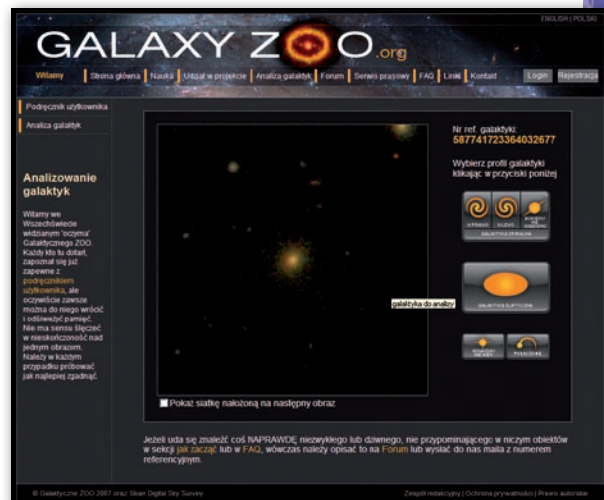 ENGLISH | POLSKI
GALAXY ZOO.org
Witamy | Strona główna | Nauka | Udział w projekcie | Analiza galaktyk | Forum | Serwis prasowy | FAQ | Linki | Kontakt
Login
Rejestracja
Podręcznik użytkownika
Analiza galaktyk
Analizowanie
galaktyk
Witamy we
Wszechświecie
widzianym 'oczyma'
Galaktycznego ZOO.
Każdy kto tu dotarł,
zapoznał się już
zapewne z
podręcznikiem
użytkownika, ale
oczywiście zawsze
można do niego wrócić
i odświeżyć pamięć.
Nie ma sensu ślęczeć
w nieskończoność nad
jednym obrazem.
Należy w każdym
przypadku próbować
jak najlepiej zgadnąć.
Nr ref. galaktyki:
587741723364032677
Wybierz profil galaktyki
klikając w przyciski poniżej
W PRAWO
W LEWO
GALAKTYKA SPIRALNA
galaktyka do analizy
GALAKTYKA ELIPTYCZNA
Pokaż siatkę nałożoną na następny obraz
Jeżeli uda się znaleźć coś NAPRAWDĘ niezwykłego lub dziwnego, nie przypominającego w niczym obiektów
w sekcji jak zacząć lub w FAQ, wówczas należy opisać to na Forum lub wysłać do nas maila z numerem
referencyjnym.
© Galaktyczne ZOO 2007 oraz Sloan Digital Sky Survey
Zespół redakcyjny | Ochrona prywatności | Prawo autorskie